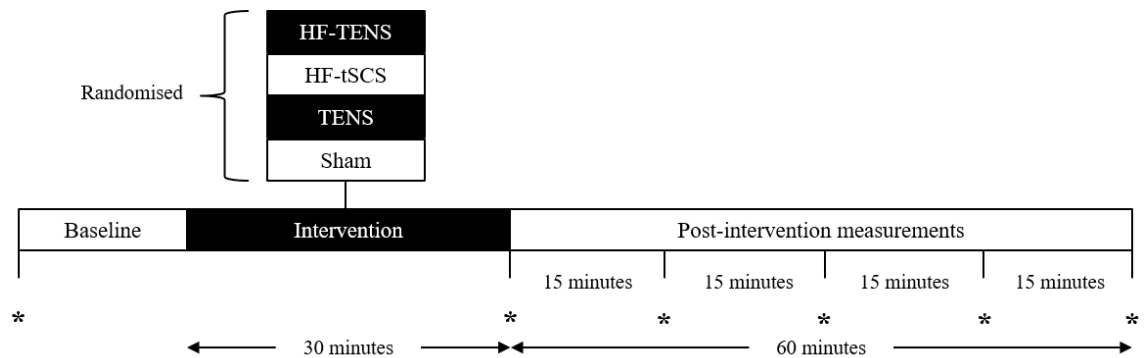 HF-TENS
HF-tSCS
Randomised
TENS
Sham
Baseline Intervention Post-intervention measurements
15 minutes 15 minutes 15 minutes 15 minutes
* * * * * *
30 minutes 60 minutes